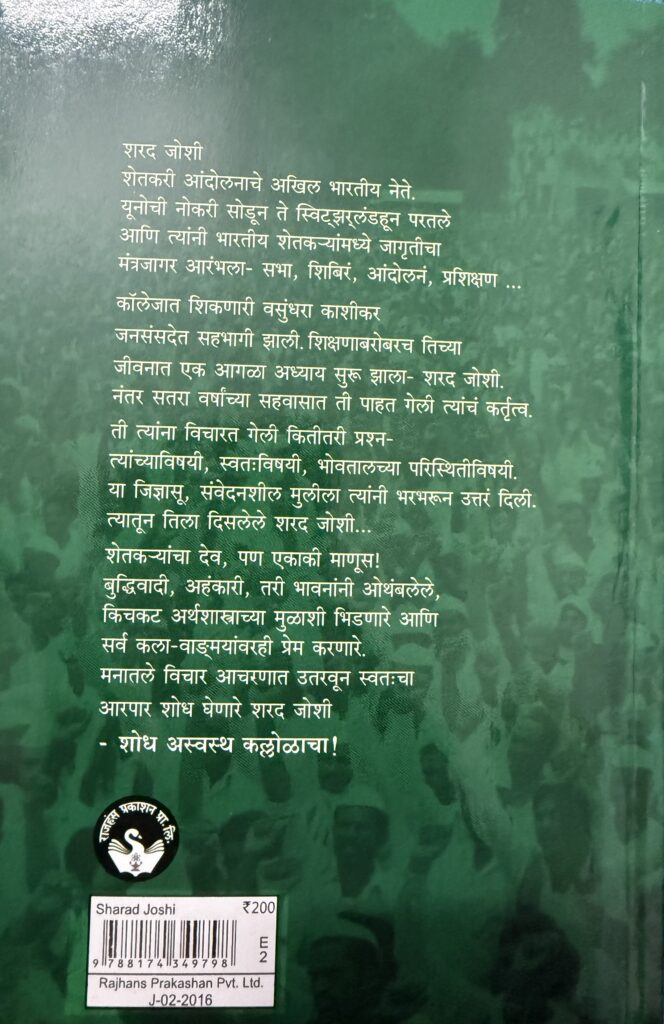 शरद जोशी
शेतकरी आंदोलनाचे अखिल भारतीय नेते.
यूनोची नोकरी सोडून ते स्विट्झर्लंडहून परतले
आणि त्यांनी भारतीय शेतकऱ्यांमध्ये जागृतीचा
मंत्रजागर आरंभला- सभा, शिबिरं, आंदोलनं, प्रशिक्षण ...
कॉलेजात शिकणारी वसुंधरा काशीकर
जनसंसदेत सहभागी झाली. शिक्षणाबरोबरच तिच्या
जीवनात एक आगळा अध्याय सुरू झाला- शरद जोशी.
नंतर सतरा वर्षांच्या सहवासात ती पाहत गेली त्यांचं कर्तृत्व.
ती त्यांना विचारत गेली कितीतरी प्रश्न-
त्यांच्याविषयी, स्वतःविषयी, भोवतालच्या परिस्थितीविषयी.
या जिज्ञासू, संवेदनशील मुलीला त्यांनी भरभरून उत्तरं दिली.
त्यातून तिला दिसलेले शरद जोशी...
शेतकऱ्यांचा देव, पण एकाकी माणूस!
बुद्धिवादी, अहंकारी, तरी भावनांनी ओथंबलेले,
किचकट अर्थशास्त्राच्या मुळाशी भिडणारे आणि
सर्व कला-वाङ्मयांवरही प्रेम करणारे.
मनातले विचार आचरणात उतरवून स्वतःचा
आरपार शोध घेणारे शरद जोशी
- शोध अस्वस्थ कल्लोळाचा!
राजहंस प्रकाशन प्रा. लि.
Sharad Joshi ₹200
E
2
9 788174 349798
Rajhans Prakashan Pvt. Ltd.
J-02-2016